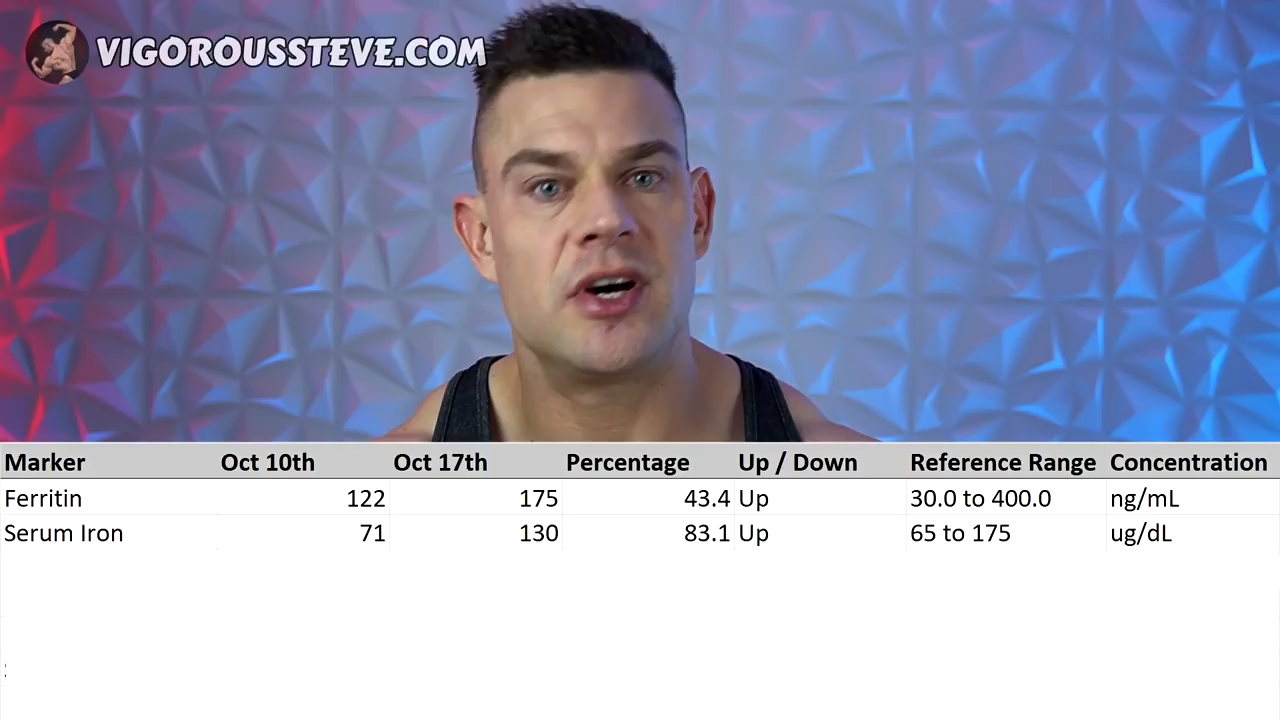 VIGOROUSSTEVE.COM
Marker Oct 10th Oct 17th Percentage Up / Down Reference Range Concentration
Ferritin 122 175 43.4 Up 30.0 to 400.0 ng/mL
Serum Iron 71 130 83.1 Up 65 to 175 ug/dL